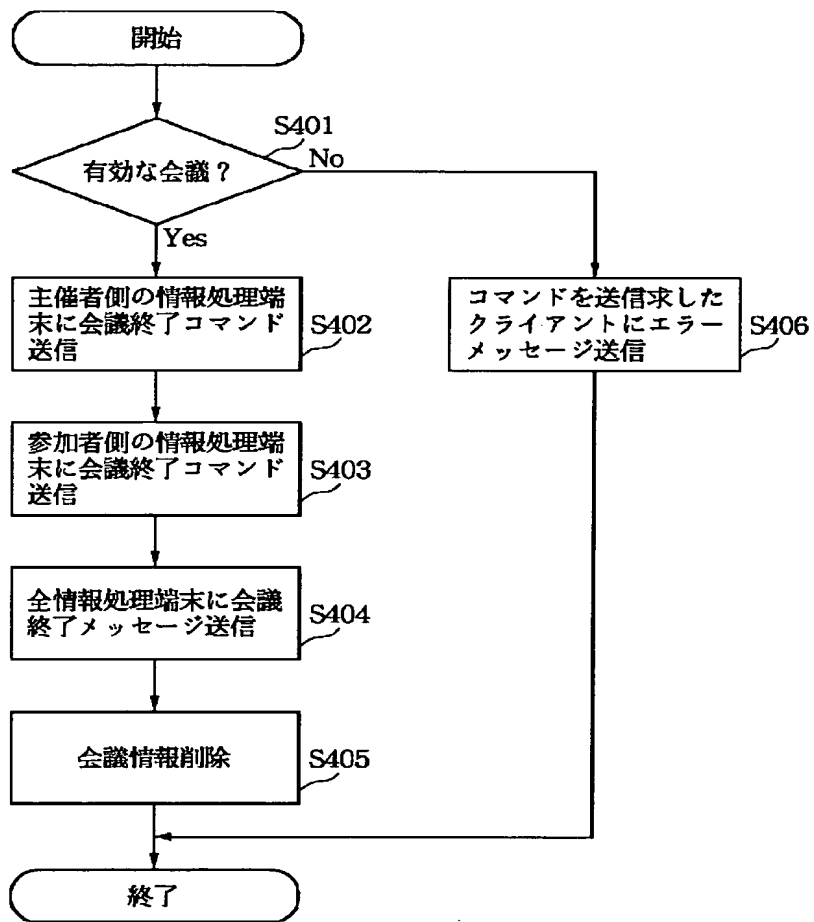 開始
S401
有効な会議？
No
Yes
主催者側の情報処理端
末に会議終了コマンド
送信
S402
コマンドを送信求した
クライアントにエラー
メッセージ送信
S406
参加者側の情報処理端
末に会議終了コマンド
送信
S403
全情報処理端末に会議
終了メッセージ送信
S404
会議情報削除
S405
終了